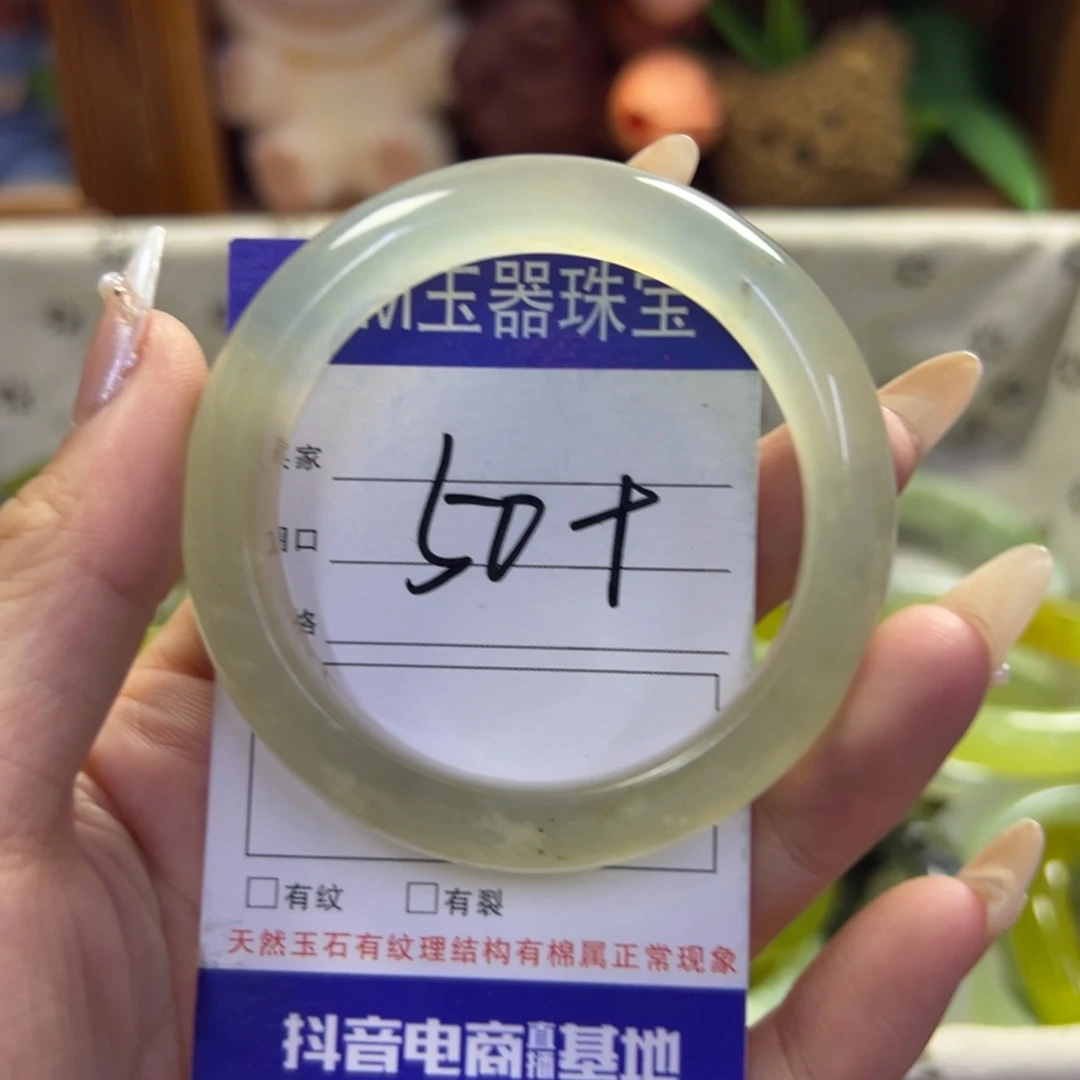 玉器珠宝
家
50+
口
格
有纹 有裂
天然玉石有纹理结构有棉属正常现象
抖音电商直播基地